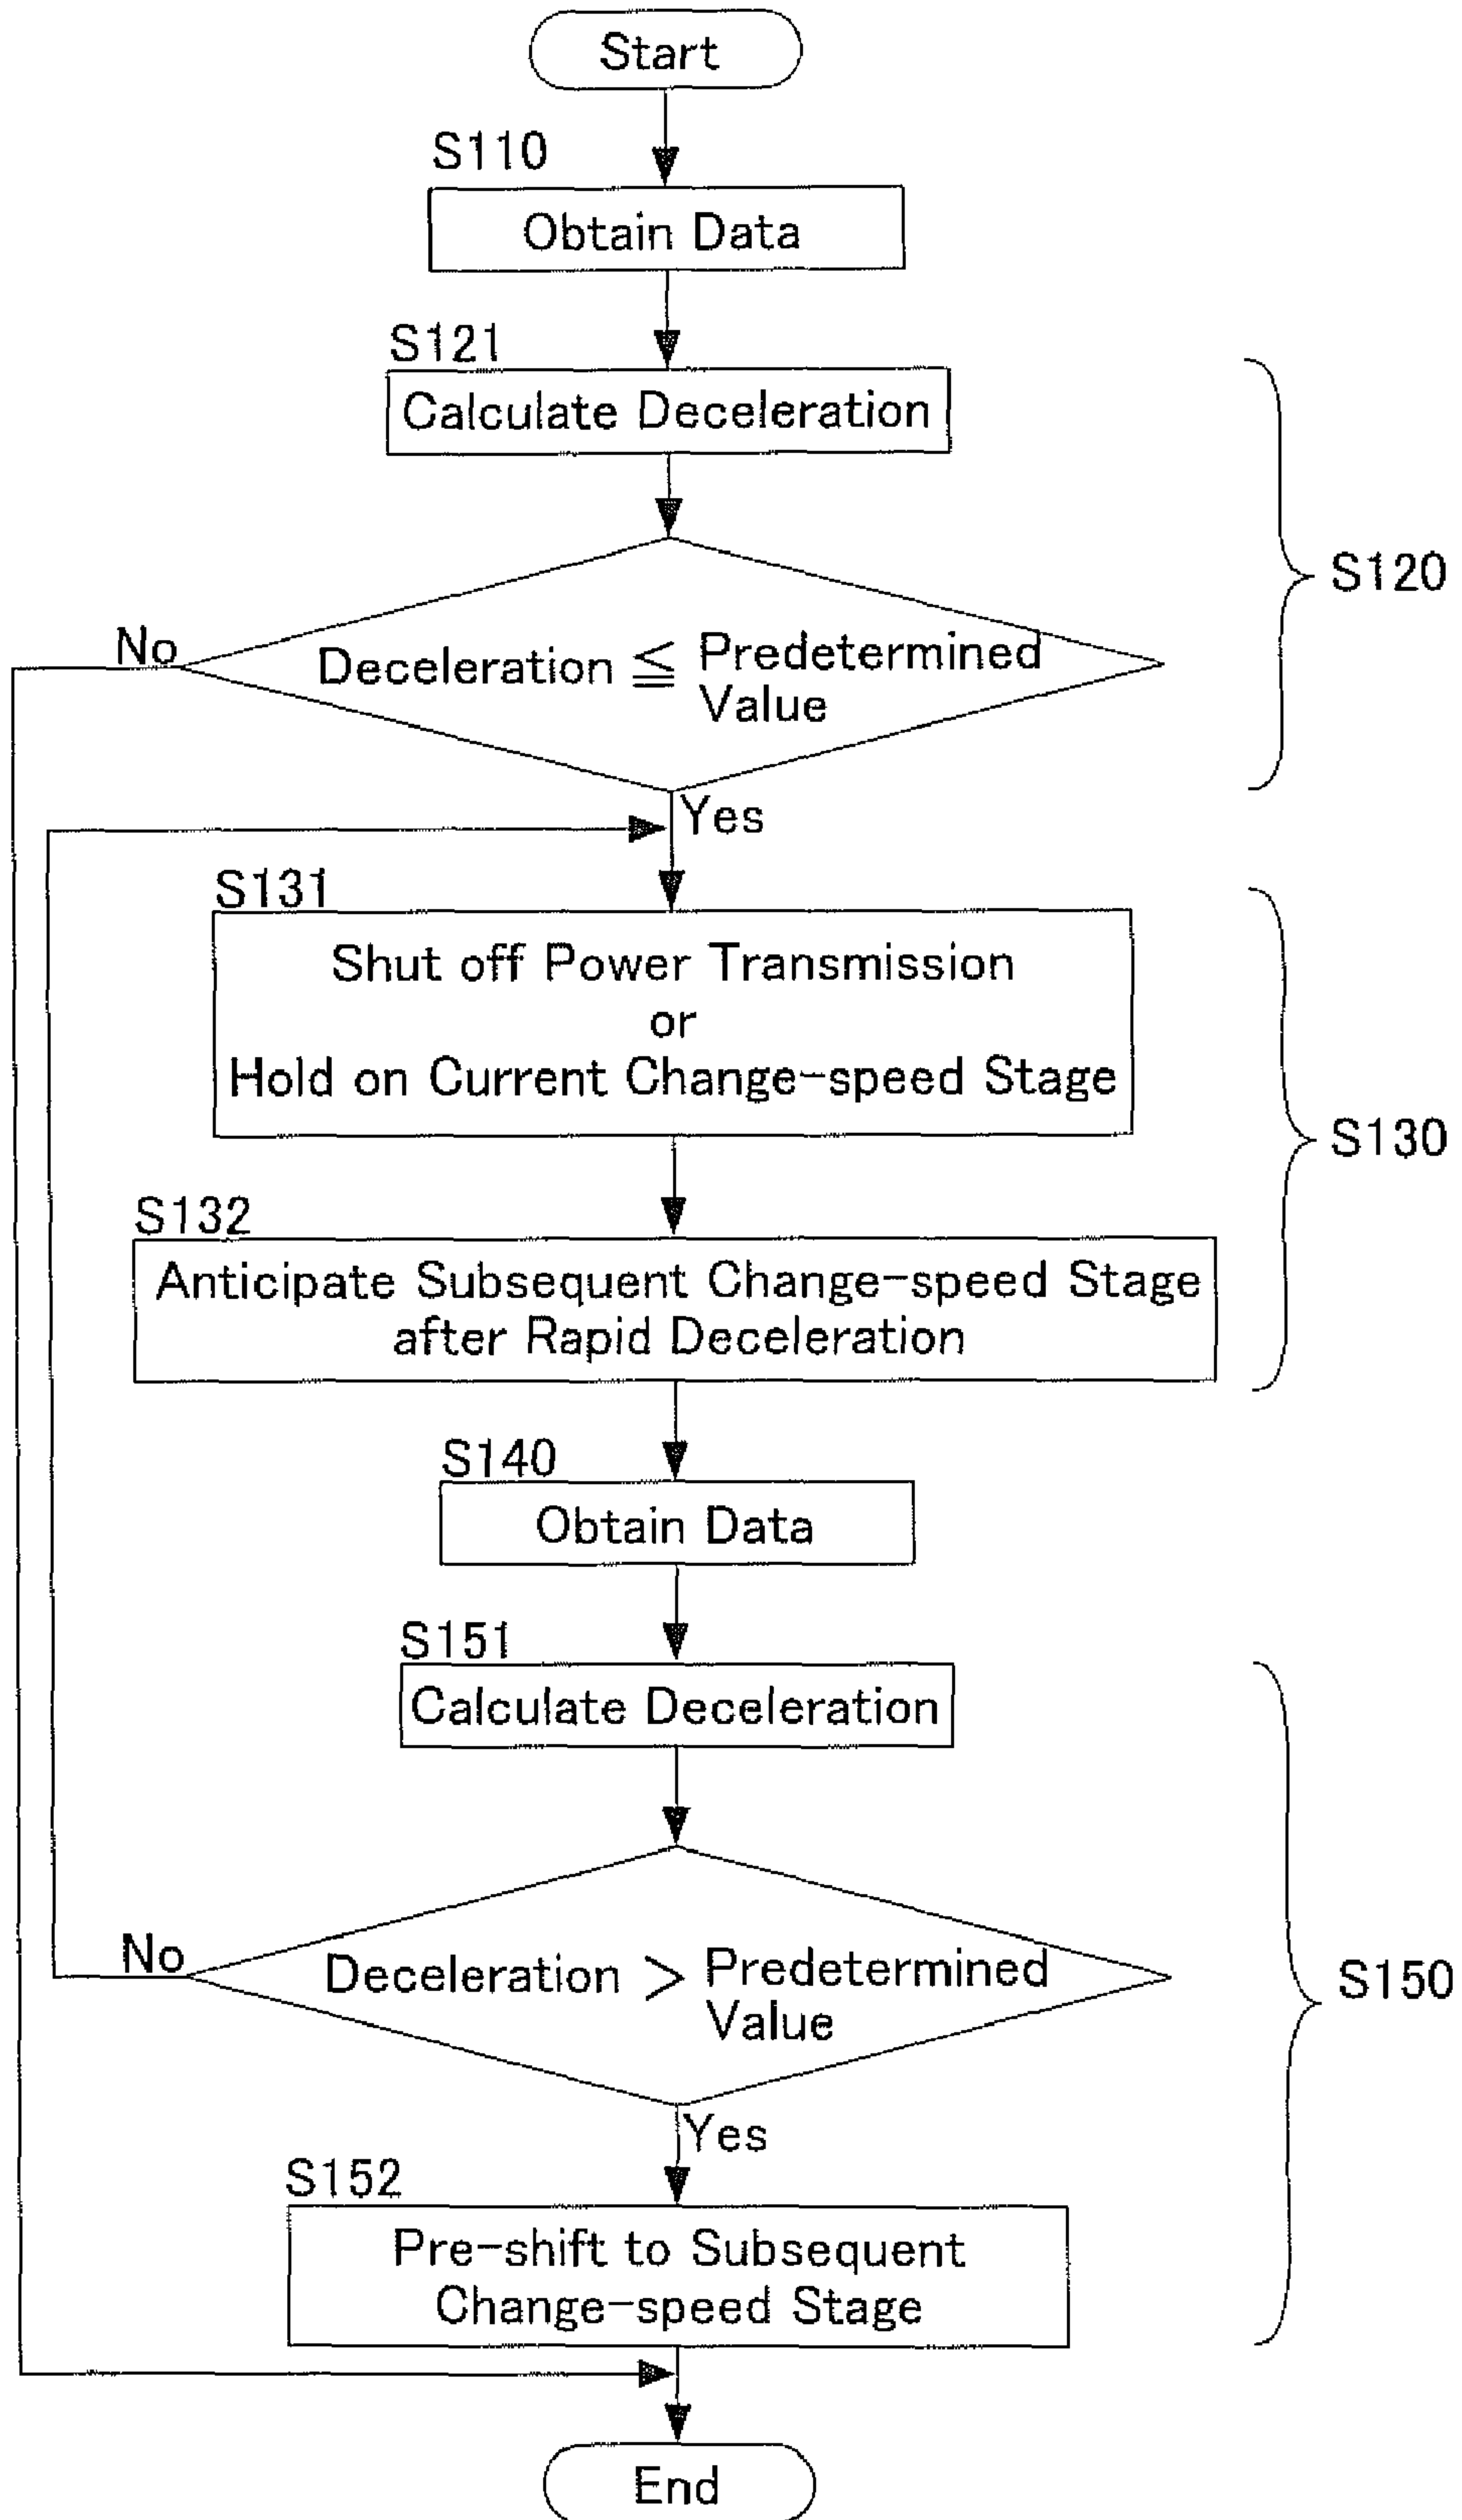 Start
S110
Obtain Data
S121
Calculate Deceleration
S120
No
Deceleration ≦ Predetermined
Value
Yes
S131
Shut off Power Transmission
or
Hold on Current Change-speed Stage
S130
S132
Anticipate Subsequent Change-speed Stage
after Rapid Deceleration
S140
Obtain Data
S151
Calculate Deceleration
No
Deceleration > Predetermined
Value
S150
Yes
S152
Pre-shift to Subsequent
Change-speed Stage
End